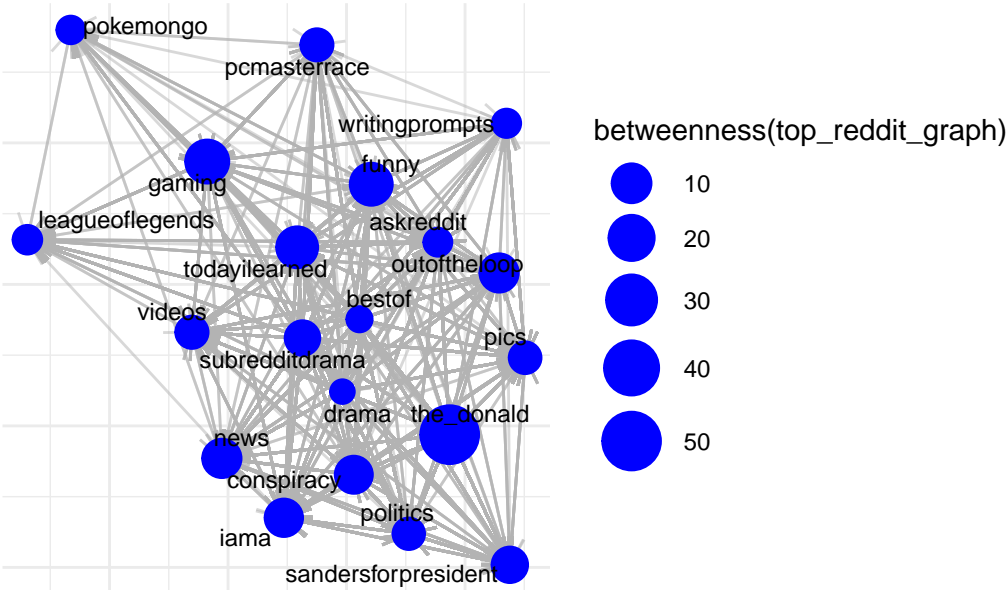 pokemongo
pcmasterrace
writingprompts
funny
gaming
leagueoflegends
askreddit
todayilearned
outoftheloop
bestof
videos
pics
subredditdrama
drama
the_donald
news
conspiracy
politics
iama
sandersforpresident
betweenness(top_reddit_graph)
10
20
30
40
50